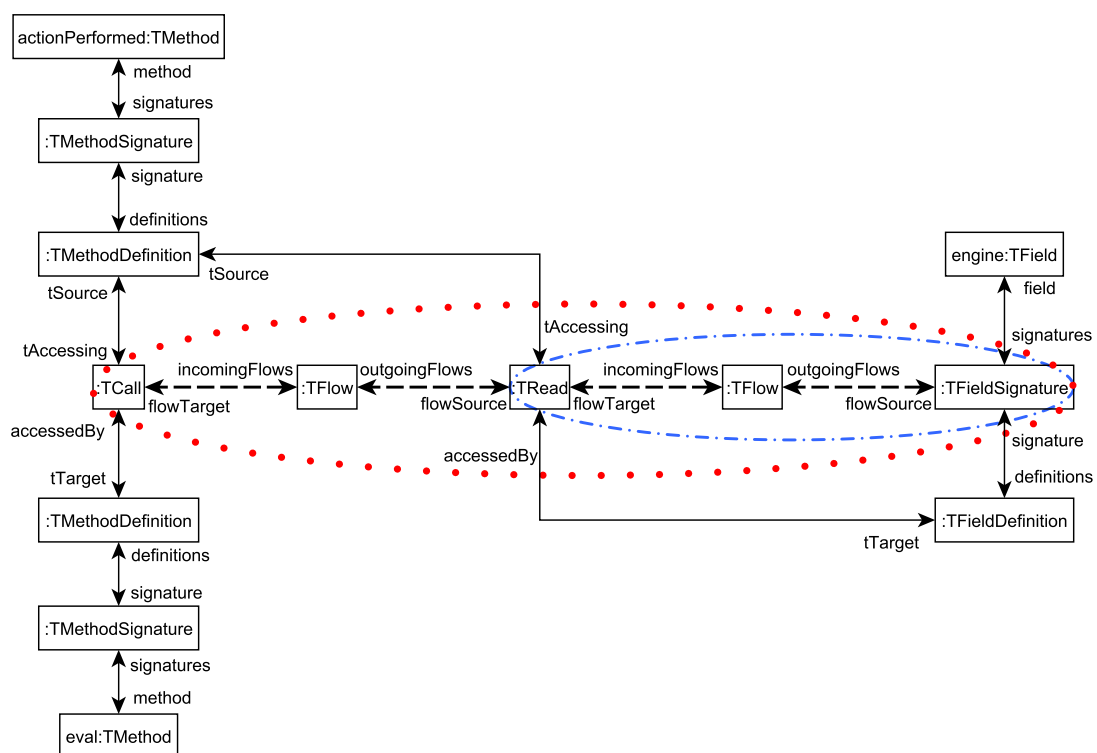 actionPerformed:TMethod
method
signatures
:TMethodSignature
signature
definitions
:TMethodDefinition
tSource
engine:TField
tSource
field
tAccessing
signatures
tAccessing
incomingFlows
outgoingFlows
incomingFlows
outgoingFlows
:TCall
:TFlow
:TRead
:TFlow
:TFieldSignature
flowTarget
flowSource
flowTarget
flowSource
accessedBy
signature
accessedBy
tTarget
definitions
:TMethodDefinition
:TFieldDefinition
tTarget
definitions
signature
:TMethodSignature
signatures
method
eval:TMethod